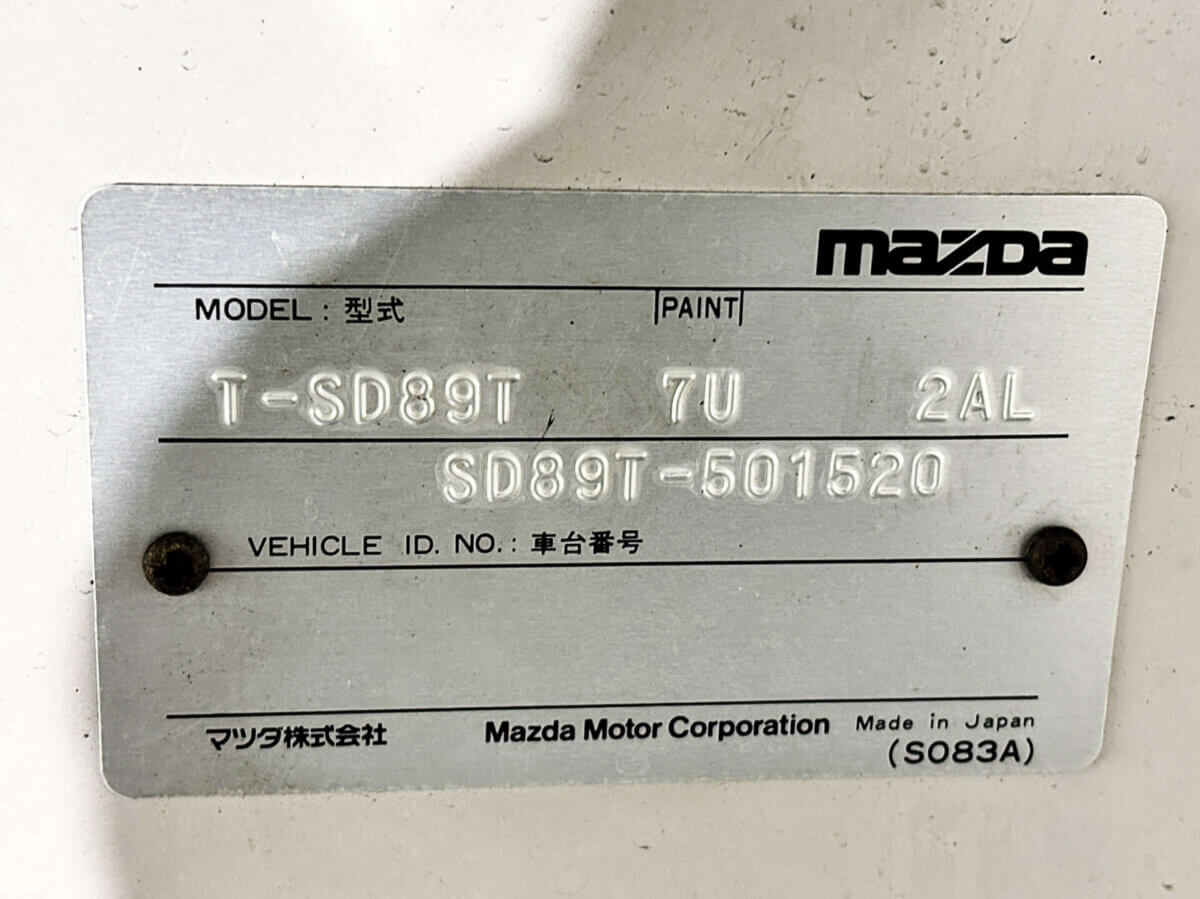 mazda
MODEL : 型式 PAINT
T-SD89T 7U 2AL
SD89T-501520
VEHICLE ID. NO. : 車台番号
マツダ株式会社 Mazda Motor Corporation Made in Japan
(S083A)